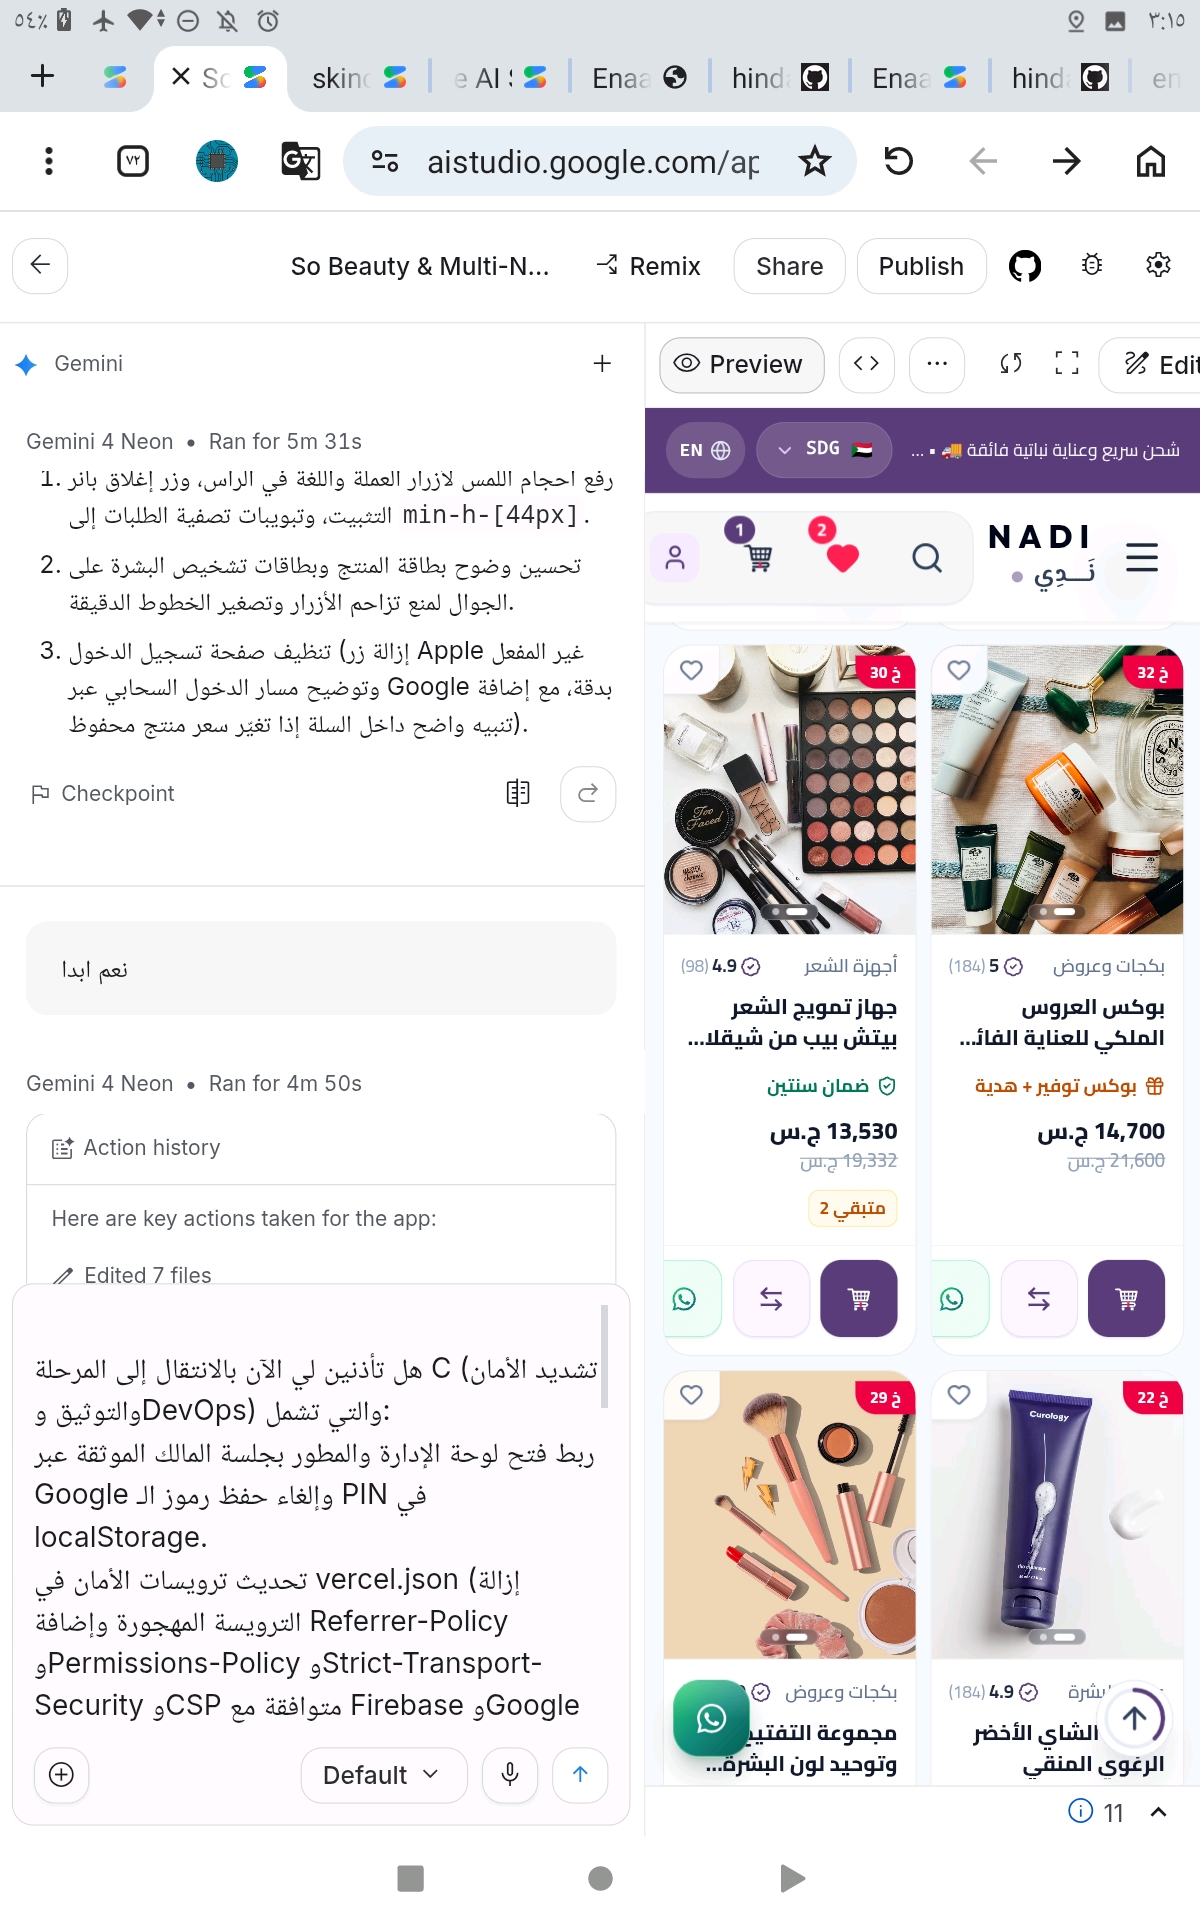 ٥٤٪
٣:١٥
Sc
skinc
e AI S
Enaa
hinda
Enaa
hinda
en
٧٢
aistudio.google.com/ap
So Beauty & Multi-N...
Remix
Share
Publish
Gemini
Preview
Edit
Gemini 4 Neon • Ran for 5m 31s
1. رفع احجام اللمس لأزرار العملة واللغة في الراس، وزر إغلاق بانر
التثبيت، وتبويبات تصفية الطلبات إلى min-h-[44px].
2. تحسين وضوح بطاقة المنتج وبطاقات تشخيص البشرة على
الجوال لمنع تزاحم الأزرار وتصغير الخطوط الدقيقة.
3. تنظيف صفحة تسجيل الدخول (إزالة زر Apple غير المفعل
بدقة، مع إضافة Google وتوضيح مسار الدخول السحابي عبر
تنبيه واضح داخل السلة إذا تغيّر سعر منتج محفوظ).
Checkpoint
نعم ابدا
Gemini 4 Neon • Ran for 4m 50s
Action history
Here are key actions taken for the app:
Edited 7 files
هل تأذنين لي الآن بالانتقال إلى المرحلة C (تشديد الأمان
والتوثيق وDevOps) والتي تشمل:
ربط فتح لوحة الإدارة والمطور بجلسة المالك الموثقة عبر
Google وإلغاء حفظ رموز الـ PIN في
localStorage.
تحديث ترويسات الأمان في vercel.json (إزالة
الترويسة المهجورة وإضافة Referrer-Policy
وPermissions-Policy وStrict-Transport-
Security وCSP متوافقة مع Firebase وGoogle
Default
EN
SDG
شحن سريع وعناية نباتية فائقة 🚚 ▪ ...
1
2
NADI
نَــدِي
خ 30
Too Faced
NARS
أجهزة الشعر
4.9 (98)
جهاز تمويج الشعر
بيتش بيب من شيقلا...
ضمان سنتين
13,530 ج.س
19,332 ج.س
متبقي 2
خ 32
بكجات وعروض
5 (184)
بوكس العروس
الملكي للعناية الفائ...
بوكس توفير + هدية
14,700 ج.س
21,600 ج.س
خ 29
بكجات وعروض
مجموعة التفتيح
وتوحيد لون البشرة...
خ 22
Curology
4.9 (184)
الشاي الأخضر
الرغوي المنقي
11